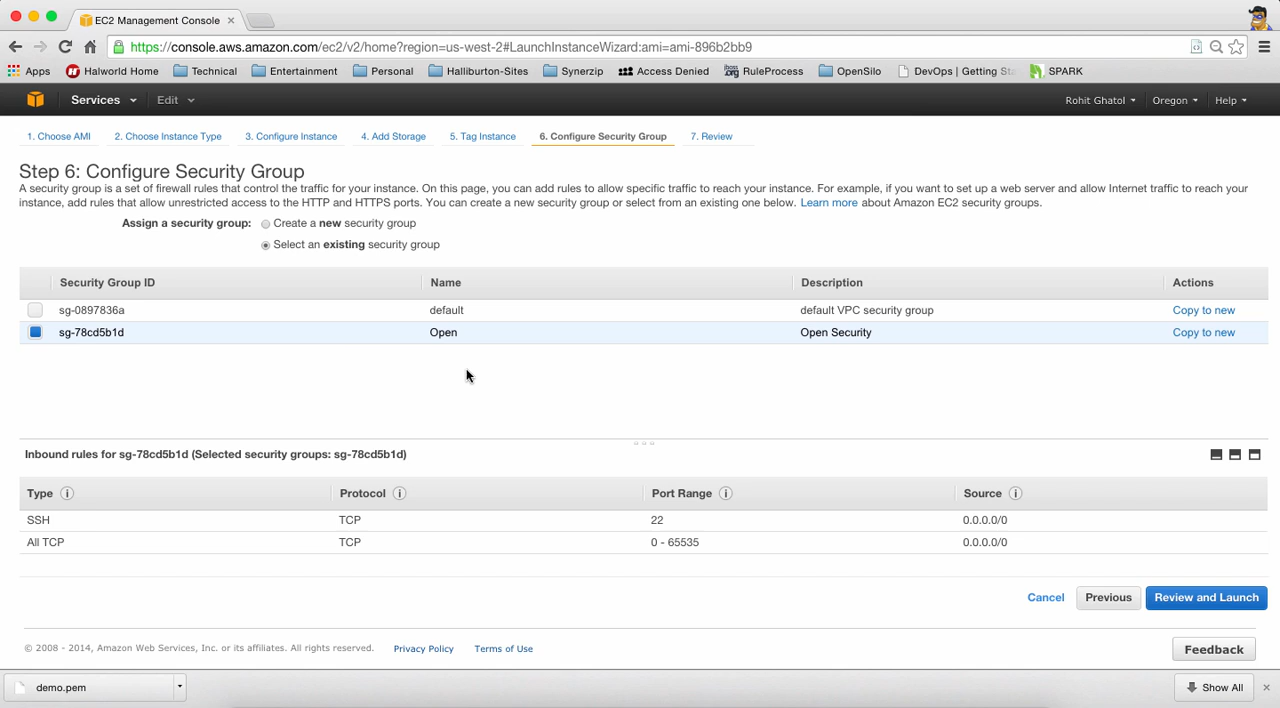 EC2 Management Console
https://console.aws.amazon.com/ec2/v2/home?region=us-west-2#LaunchInstanceWizard:ami=ami-896b2bb9
Apps Halworld Home Technical Entertainment Personal Halliburton-Sites Synerzip Access Denied RuleProcess OpenSilo DevOps | Getting Sta SPARK
Services Edit Rohit Ghatol Oregon Help
1. Choose AMI 2. Choose Instance Type 3. Configure Instance 4. Add Storage 5. Tag Instance 6. Configure Security Group 7. Review
Step 6: Configure Security Group
A security group is a set of firewall rules that control the traffic for your instance. On this page, you can add rules to allow specific traffic to reach your instance. For example, if you want to set up a web server and allow Internet traffic to reach your
instance, add rules that allow unrestricted access to the HTTP and HTTPS ports. You can create a new security group or select from an existing one below. Learn more about Amazon EC2 security groups.
Assign a security group: Create a new security group
Select an existing security group
Security Group ID Name Description Actions
sg-0897836a default default VPC security group Copy to new
sg-78cd5b1d Open Open Security Copy to new
Inbound rules for sg-78cd5b1d (Selected security groups: sg-78cd5b1d)
Type Protocol Port Range Source
SSH TCP 22 0.0.0.0/0
All TCP TCP 0 - 65535 0.0.0.0/0
Cancel Previous Review and Launch
© 2008 - 2014, Amazon Web Services, Inc. or its affiliates. All rights reserved. Privacy Policy Terms of Use Feedback
demo.pem Show All